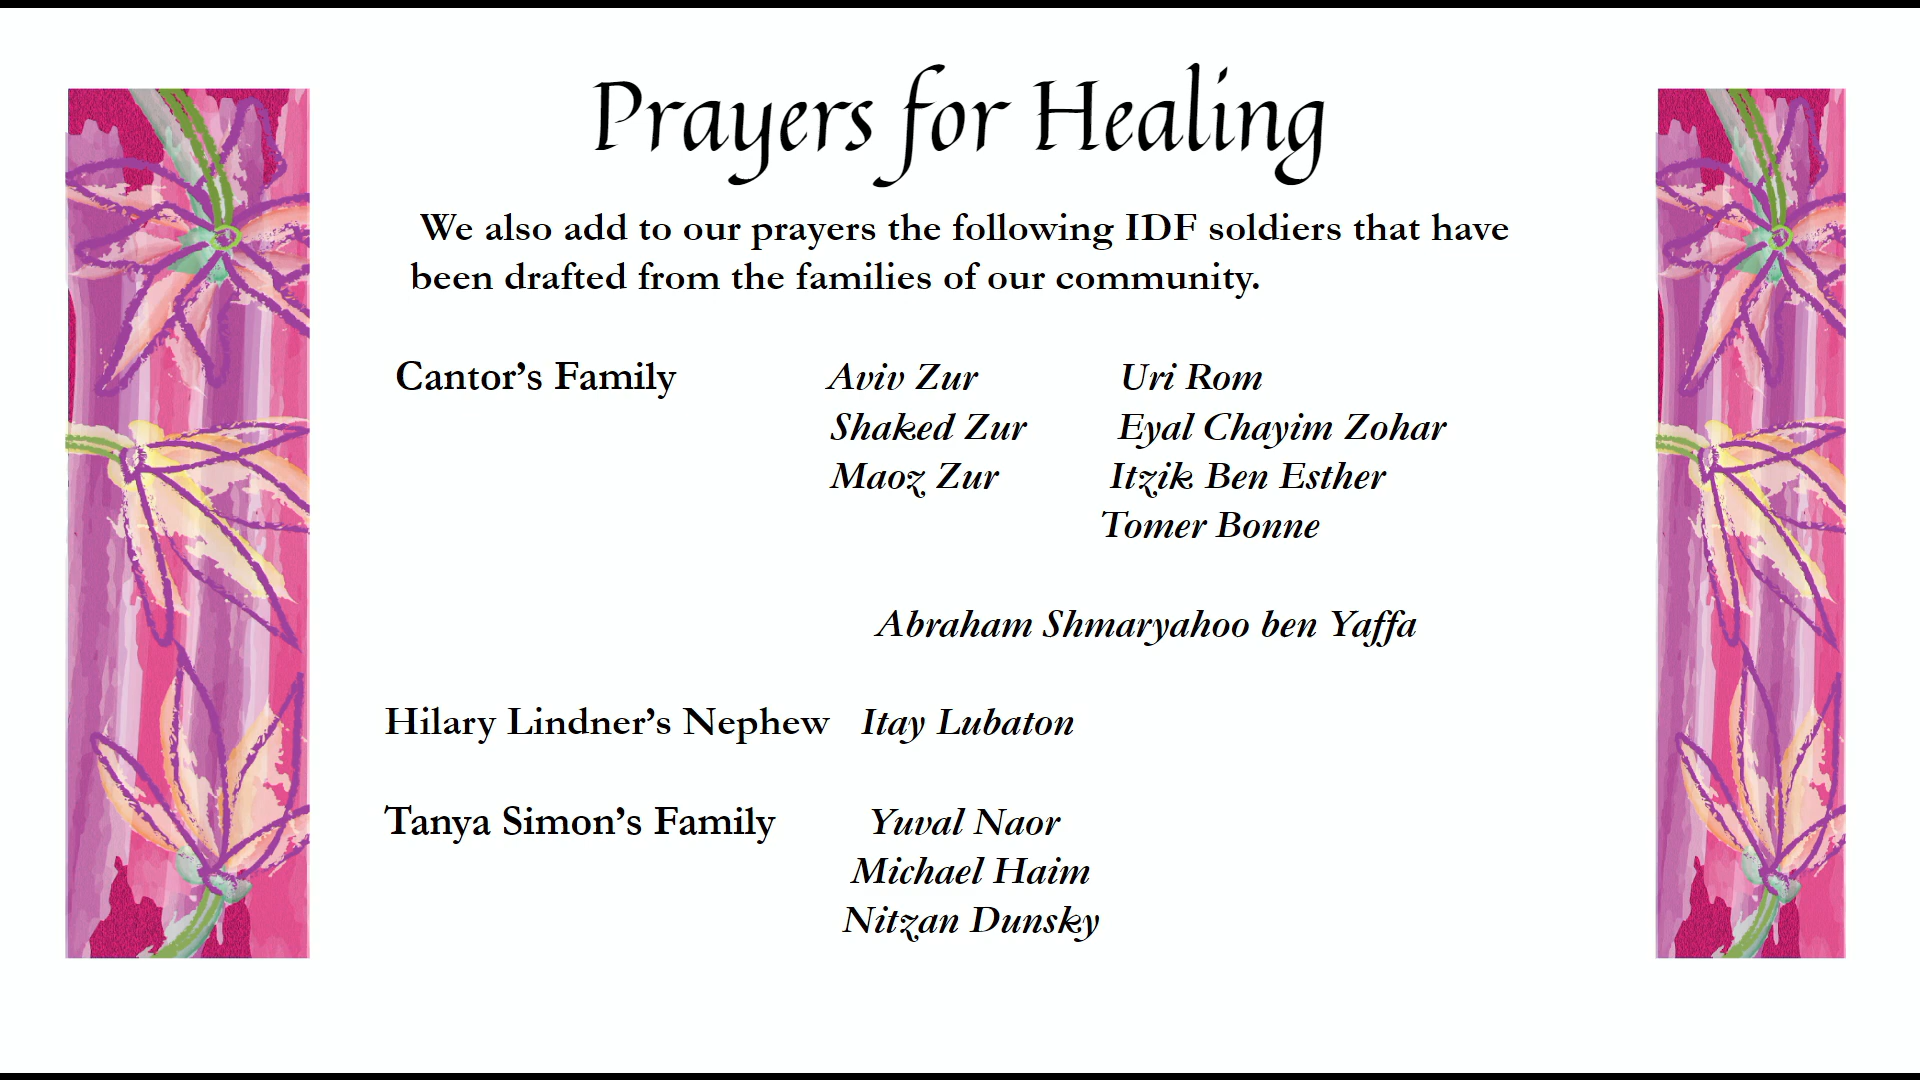 Prayers for Healing
We also add to our prayers the following IDF soldiers that have
been drafted from the families of our community.
Cantor’s Family Aviv Zur Uri Rom
Shaked Zur Eyal Chayim Zohar
Maoz Zur Itzik Ben Esther
Tomer Bonne
Abraham Shmaryahoo ben Yaffa
Hilary Lindner’s Nephew Itay Lubaton
Tanya Simon’s Family Yuval Naor
Michael Haim
Nitzan Dunsky